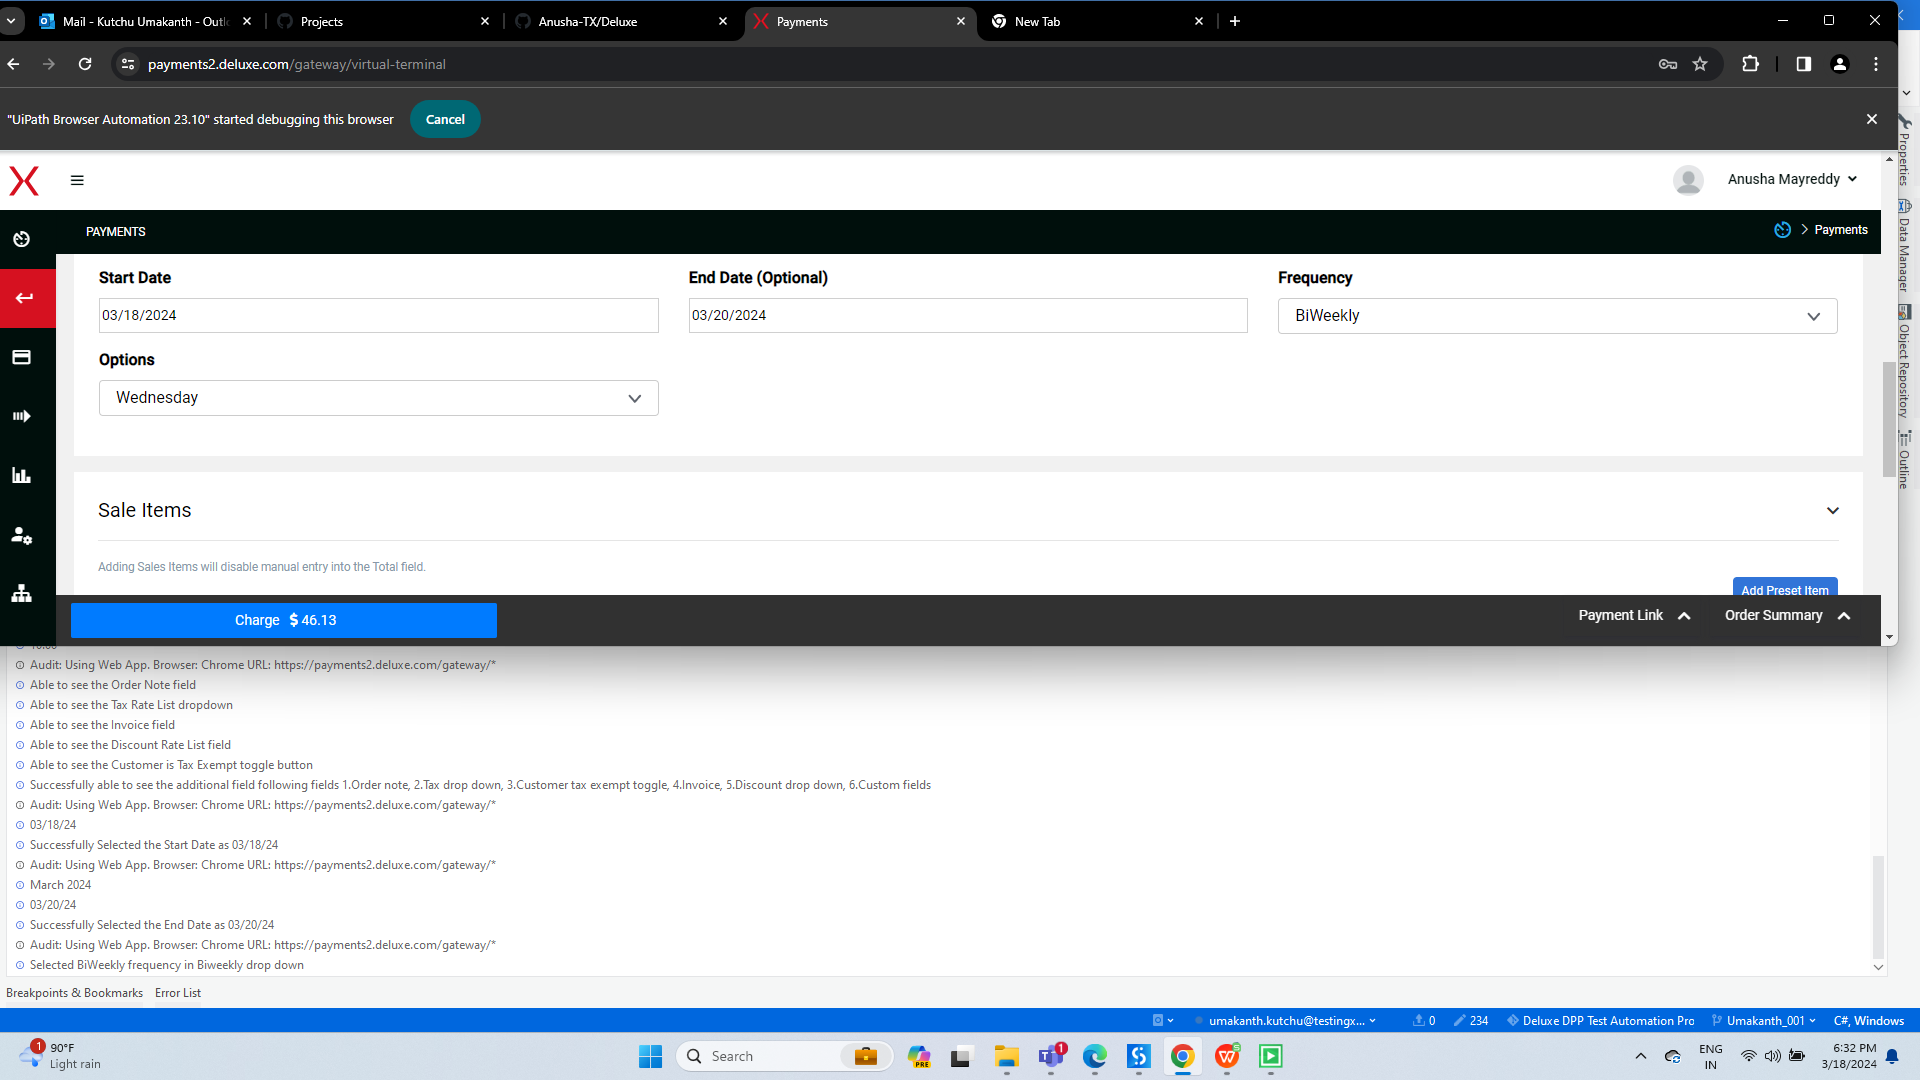 Mail - Kutchu Umakanth - Outlo
Projects
Anusha-TX/Deluxe
Payments
New Tab
payments2.deluxe.com/gateway/virtual-terminal
"UiPath Browser Automation 23.10" started debugging this browser
Cancel
Anusha Mayreddy
PAYMENTS
Payments
Start Date
End Date (Optional)
Frequency
03/18/2024
03/20/2024
BiWeekly
Options
Wednesday
Sale Items
Adding Sales Items will disable manual entry into the Total field.
Add Preset Item
Charge $ 46.13
Payment Link
Order Summary
Properties
Data Manager
Object Repository
Outline
Audit: Using Web App. Browser: Chrome URL: https://payments2.deluxe.com/gateway/*
Able to see the Order Note field
Able to see the Tax Rate List dropdown
Able to see the Invoice field
Able to see the Discount Rate List field
Able to see the Customer is Tax Exempt toggle button
Successfully able to see the additional field following fields 1.Order note, 2.Tax drop down, 3.Customer tax exempt toggle, 4.Invoice, 5.Discount drop down, 6.Custom fields
Audit: Using Web App. Browser: Chrome URL: https://payments2.deluxe.com/gateway/*
03/18/24
Successfully Selected the Start Date as 03/18/24
Audit: Using Web App. Browser: Chrome URL: https://payments2.deluxe.com/gateway/*
March 2024
03/20/24
Successfully Selected the End Date as 03/20/24
Audit: Using Web App. Browser: Chrome URL: https://payments2.deluxe.com/gateway/*
Selected BiWeekly frequency in Biweekly drop down
Breakpoints & Bookmarks
Error List
umakanth.kutchu@testingx...
0
234
Deluxe DPP Test Automation Pro
Umakanth_001
C#, Windows
1
90°F
Light rain
Search
PRE
1
ENG
IN
6:32 PM
3/18/2024